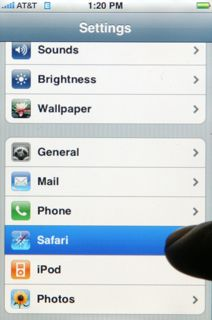 AT&T 1:20 PM
Settings
Sounds
Brightness
Wallpaper
General
Mail
Phone
Safari
iPod
Photos